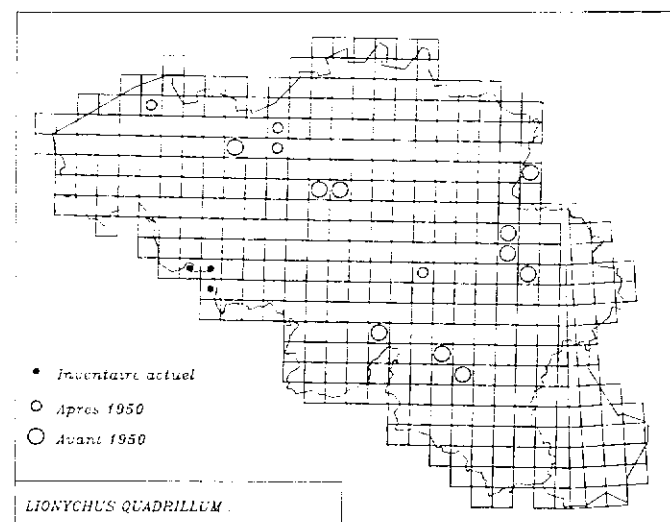 Inventaire actuel
Apres 1950
Avant 1950
LIONYCHUS QUADRILLUM